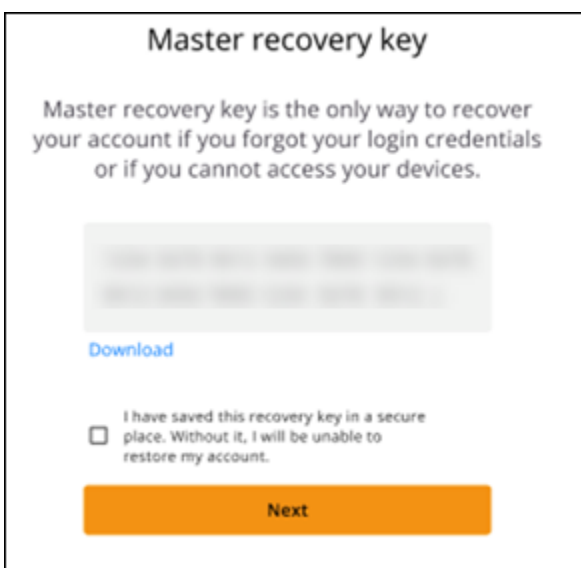 Master recovery key
Master recovery key is the only way to recover
your account if you forgot your login credentials
or if you cannot access your devices.
Download
I have saved this recovery key in a secure
place. Without it, I will be unable to
restore my account.
Next